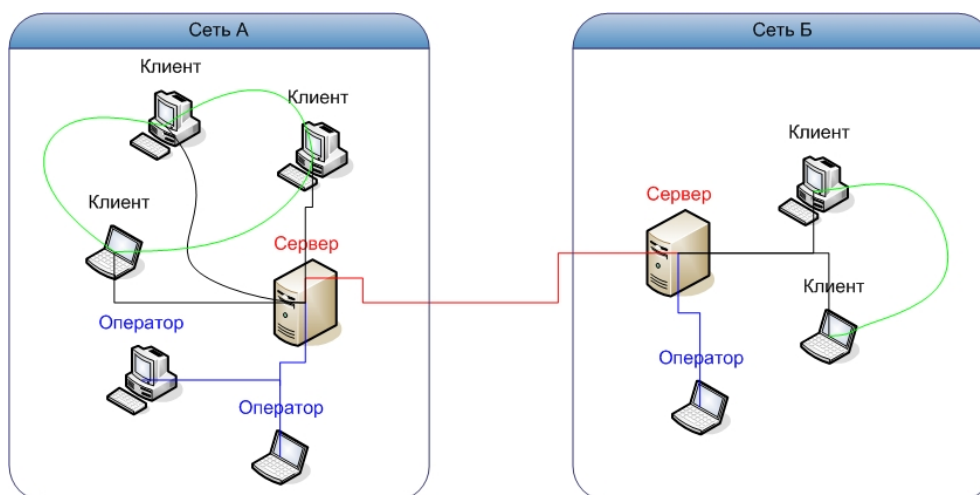 Сеть А
Клиент
Клиент
Клиент
Сервер
Оператор
Оператор
Сеть Б
Клиент
Сервер
Клиент
Оператор